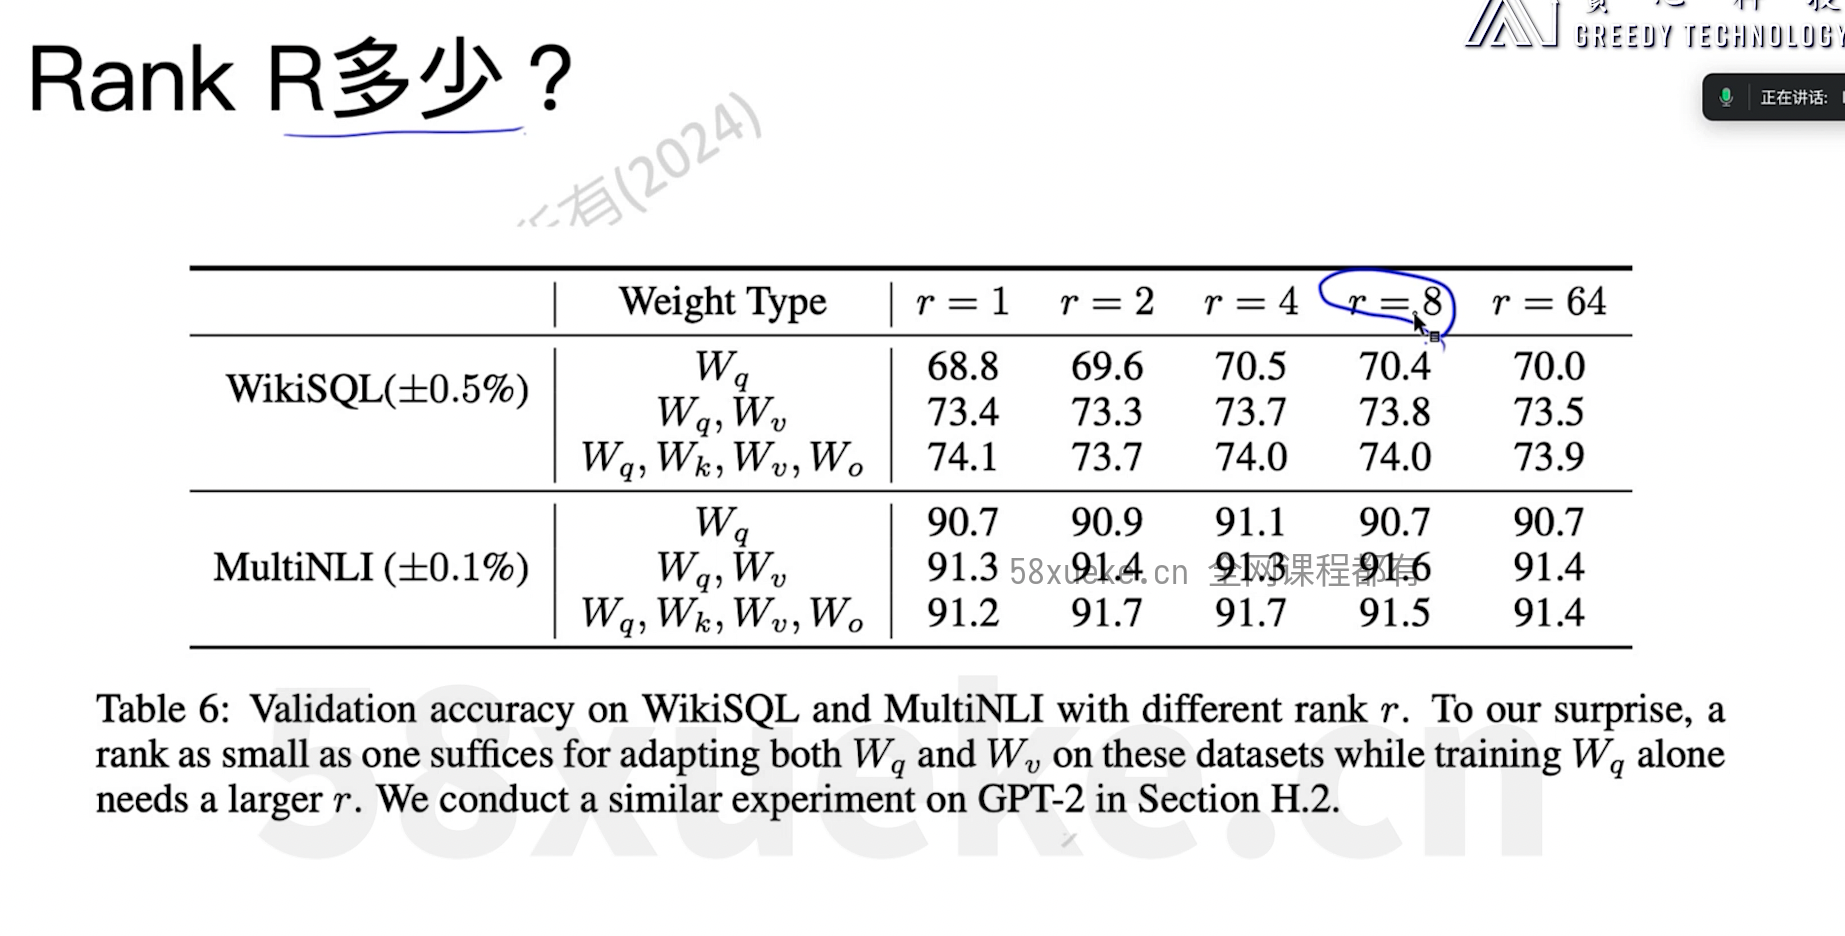 GREEDY TECHNOLOGY
Rank R多少？
正在讲话:
有(2024)
Weight Type r = 1 r = 2 r = 4 r = 8 r = 64
WikiSQL(±0.5%)
W_q 68.8 69.6 70.5 70.4 70.0
W_q, W_v 73.4 73.3 73.7 73.8 73.5
W_q, W_k, W_v, W_o 74.1 73.7 74.0 74.0 73.9
MultiNLI (±0.1%)
W_q 90.7 90.9 91.1 90.7 90.7
W_q, W_v 91.3 91.4 91.3 91.6 91.4
58xueke.cn 全网课程都有
W_q, W_k, W_v, W_o 91.2 91.7 91.7 91.5 91.4
Table 6: Validation accuracy on WikiSQL and MultiNLI with different rank r. To our surprise, a
rank as small as one suffices for adapting both W_q and W_v on these datasets while training W_q alone
needs a larger r. We conduct a similar experiment on GPT-2 in Section H.2.
58xueke.cn